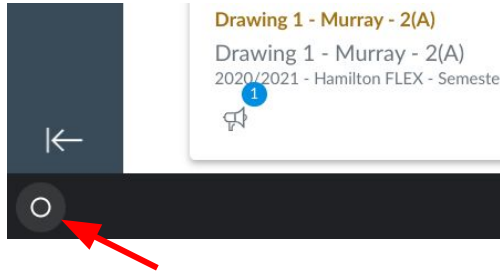 Drawing 1 - Murray - 2(A)
Drawing 1 - Murray - 2(A)
2020/2021 - Hamilton FLEX - Semeste
1